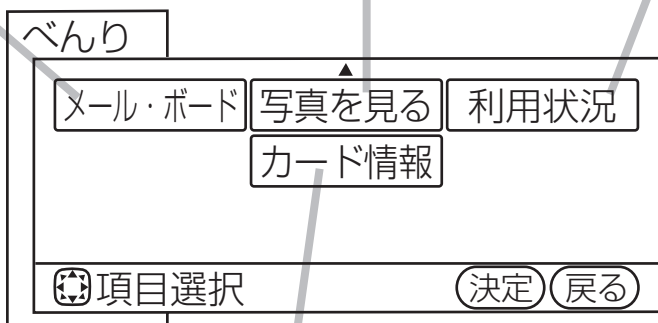 べんり
メール・ボード 写真を見る 利用状況
カード情報
項目選択 決定 戻る